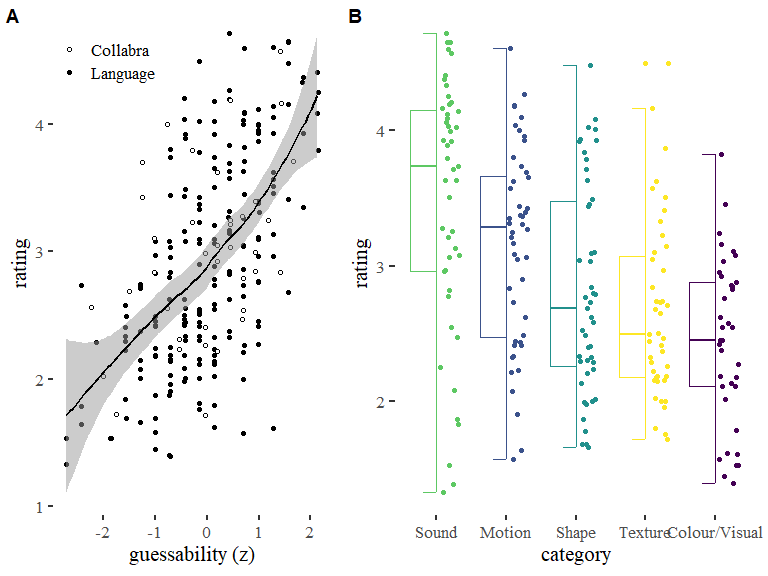 A
Collabra
Language
4
3
2
1
rating
-2 -1 0 1 2
guessability (z)
B
4
3
2
rating
Sound Motion Shape Texture Colour/Visual
category